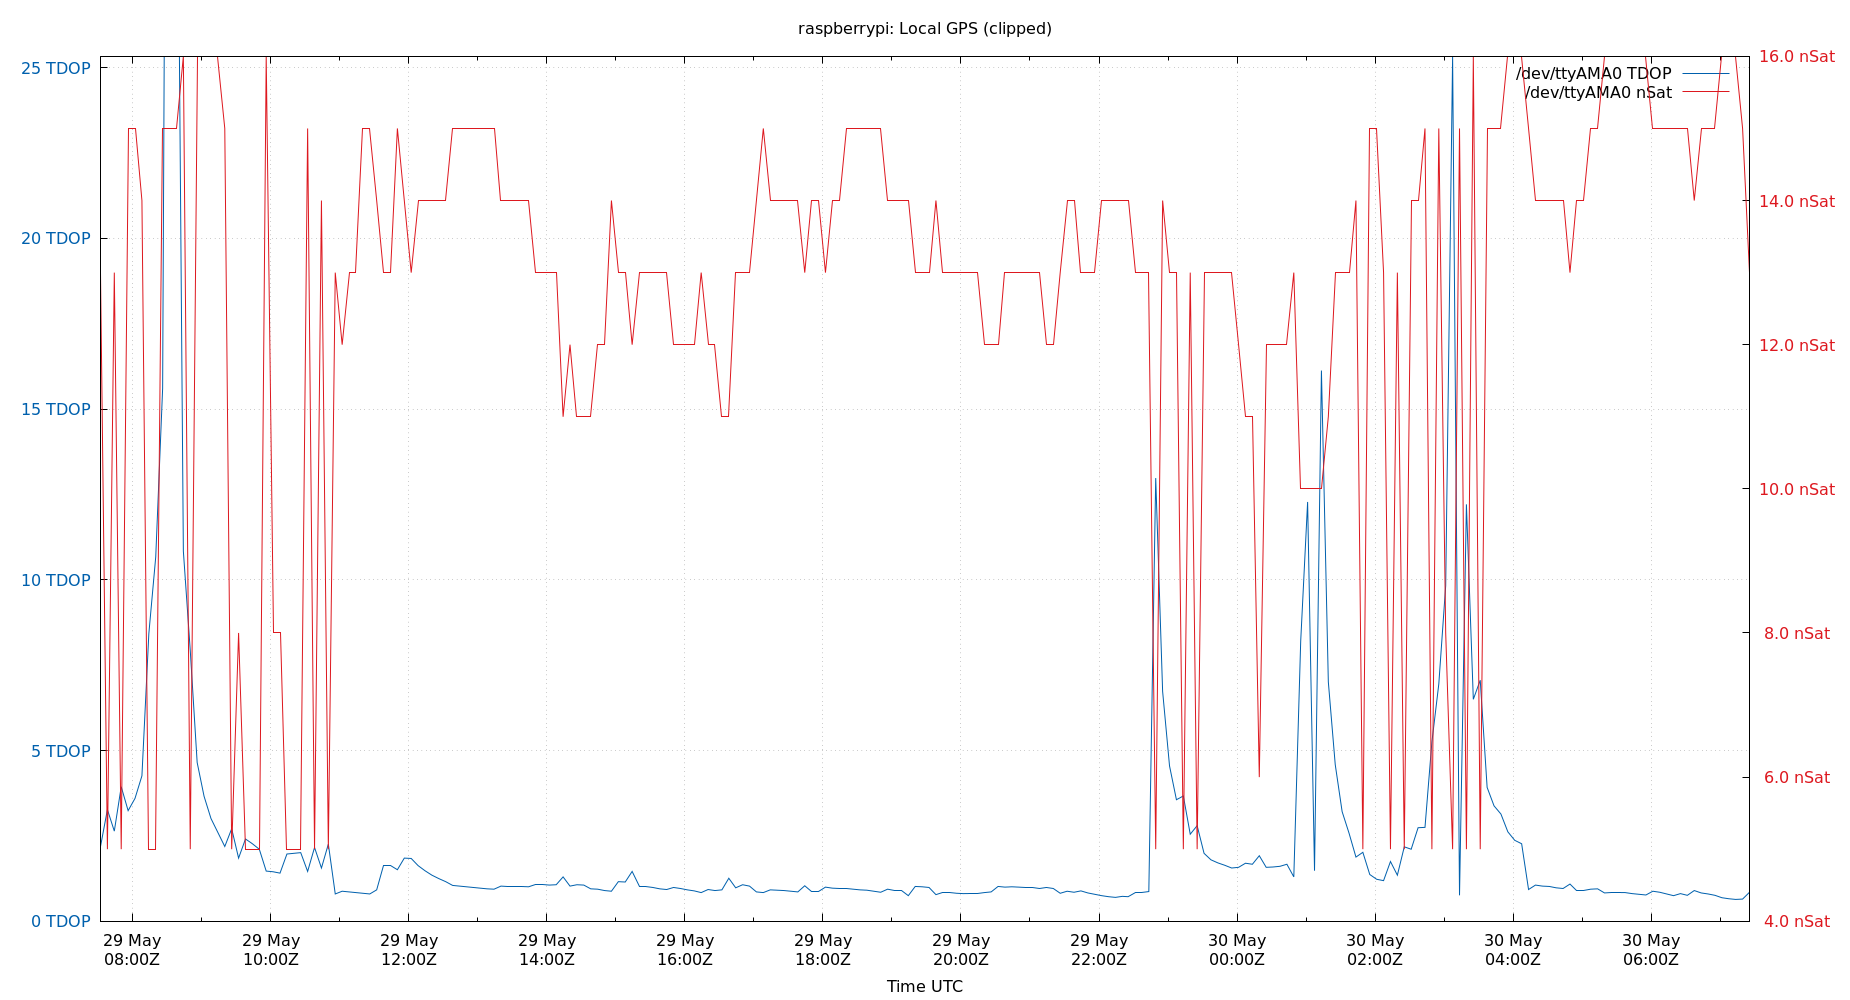 raspberrypi: Local GPS (clipped)
25 TDOP
20 TDOP
15 TDOP
10 TDOP
5 TDOP
0 TDOP
16.0 nSat
14.0 nSat
12.0 nSat
10.0 nSat
8.0 nSat
6.0 nSat
4.0 nSat
/dev/ttyAMA0 TDOP
/dev/ttyAMA0 nSat
29 May
08:00Z
29 May
10:00Z
29 May
12:00Z
29 May
14:00Z
29 May
16:00Z
29 May
18:00Z
29 May
20:00Z
29 May
22:00Z
30 May
00:00Z
30 May
02:00Z
30 May
04:00Z
30 May
06:00Z
Time UTC